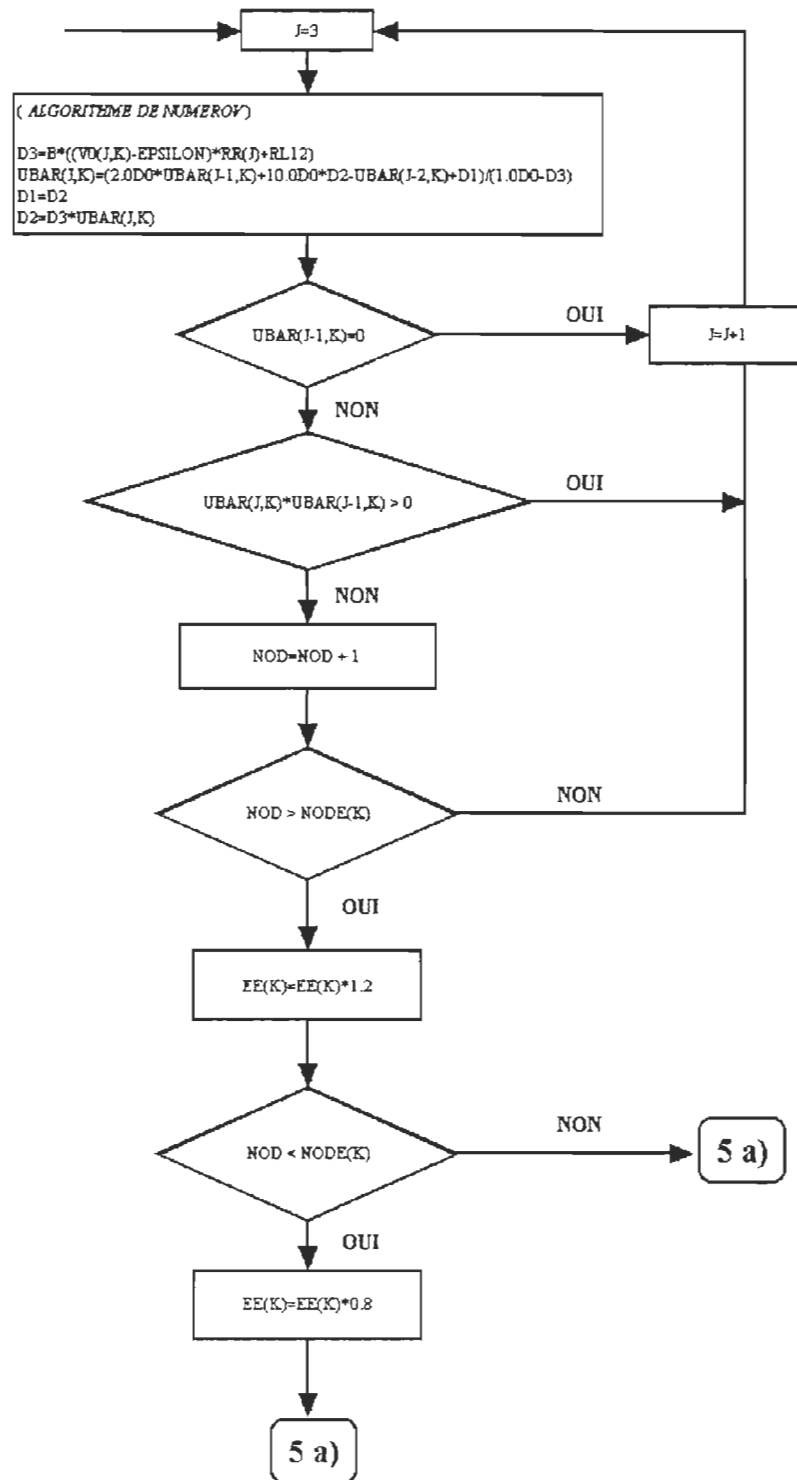 J=3
( ALGORITHME DE NUMEROV )
D3=B*((VD(J,K)-EPSILON)*RR(J)+RL12)
UBAR(J,K)=(2.0D0*UBAR(J-1,K)+10.0D0*D2-UBAR(J-2,K)+D1)/(1.0D0-D3)
D1=D2
D2=D3*UBAR(J,K)
UBAR(J-1,K)=0
OUI
J=J+1
NON
UBAR(J,K)*UBAR(J-1,K) > 0
OUI
NON
NOD=NOD + 1
NOD > NODE(K)
NON
OUI
EE(K)=EE(K)*1.2
NOD < NODE(K)
NON
5 a)
OUI
EE(K)=EE(K)*0.8
5 a)